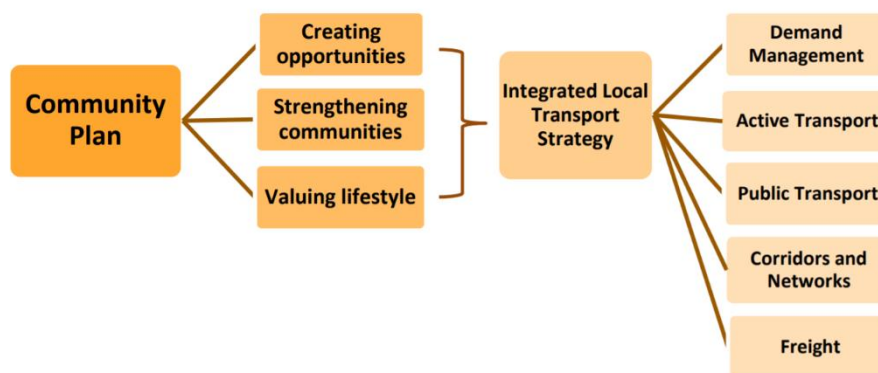 Community
Plan
Creating
opportunities
Strengthening
communities
Valuing lifestyle
Integrated Local
Transport
Strategy
Demand
Management
Active Transport
Public Transport
Corridors and
Networks
Freight